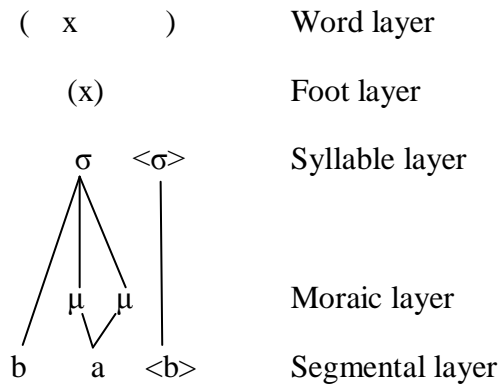 ( x ) Word layer
(x) Foot layer
σ <σ> Syllable layer
μ μ Moraic layer
b a <b> Segmental layer